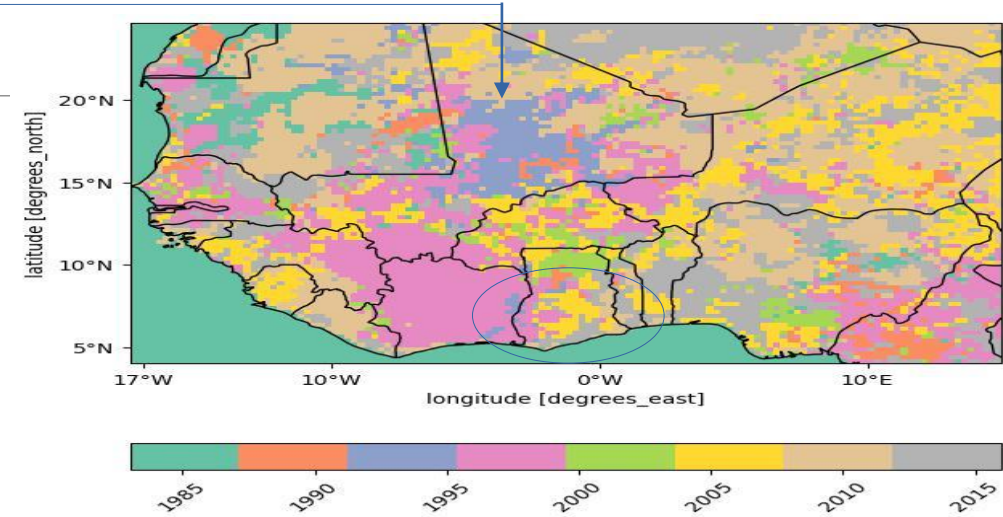 20°N
15°N
10°N
5°N
latitude [degrees_north]
17°W
10°W
0°W
10°E
longitude [degrees_east]
1985
1990
1995
2000
2005
2010
2015